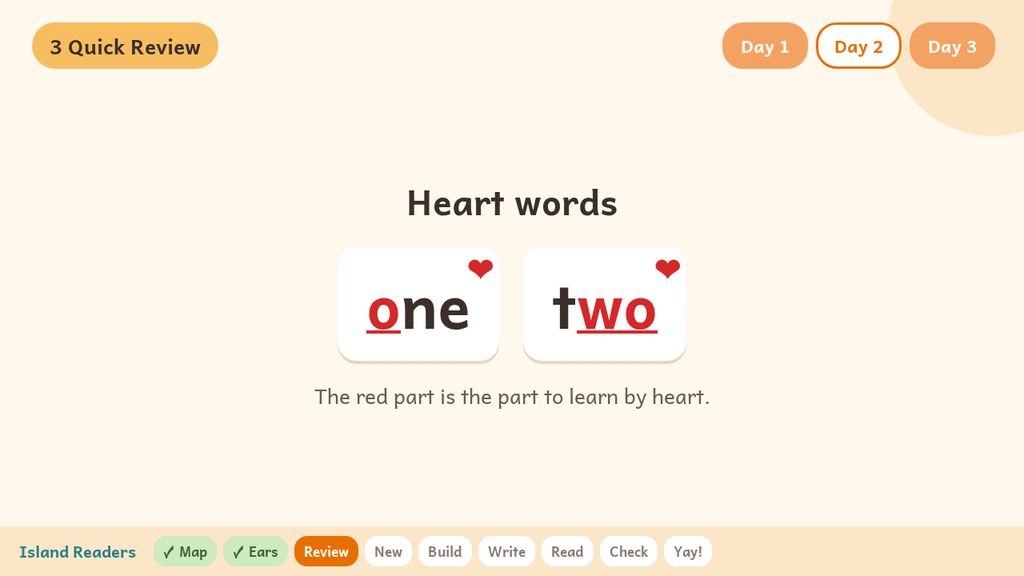 3 Quick Review
Day 1 Day 2 Day 3
Heart words
one two
The red part is the part to learn by heart.
Island Readers ✓ Map ✓ Ears Review New Build Write Read Check Yay!